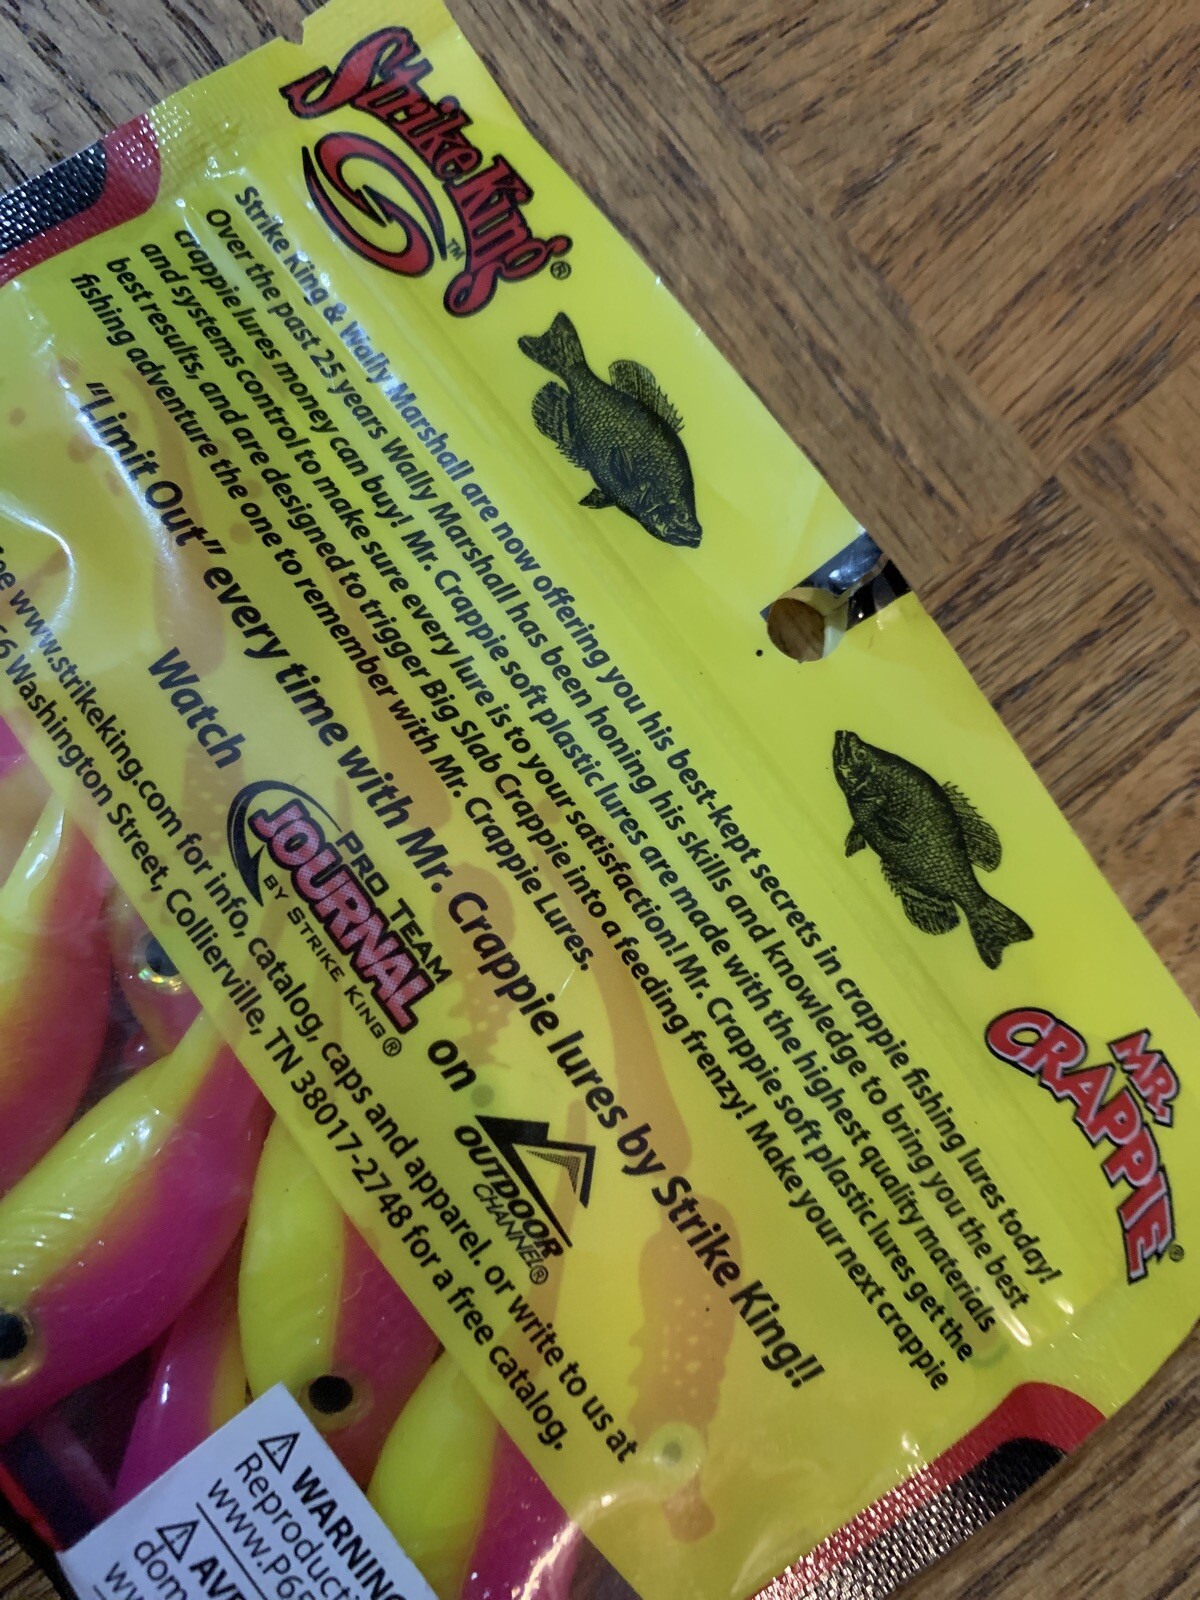 Strike King®
™
MR.
CRAPPIE®
Strike King & Wally Marshall are now offering you his best-kept secrets in crappie fishing lures today!
Over the past 25 years Wally Marshall has been honing his skills and knowledge to bring you the best
crappie lures money can buy! Mr. Crappie soft plastic lures are made with the highest quality materials
and systems control to make sure every lure is to your satisfaction! Mr. Crappie soft plastic lures get the
best results, and are designed to trigger Big Slab Crappie into a feeding frenzy! Make your next crappie
fishing adventure the one to remember with Mr. Crappie Lures.
"Limit Out" every time with Mr. Crappie lures by Strike King!!
Watch PRO TEAM JOURNAL BY STRIKE KING® on OUTDOOR CHANNEL®
www.strikeking.com for info, catalog, caps and apparel. or write to us at
Washington Street, Collierville, TN 38017-2748 for a free catalog.
⚠ WARNING
Reproducti
www.P65
⚠ AVE
dom